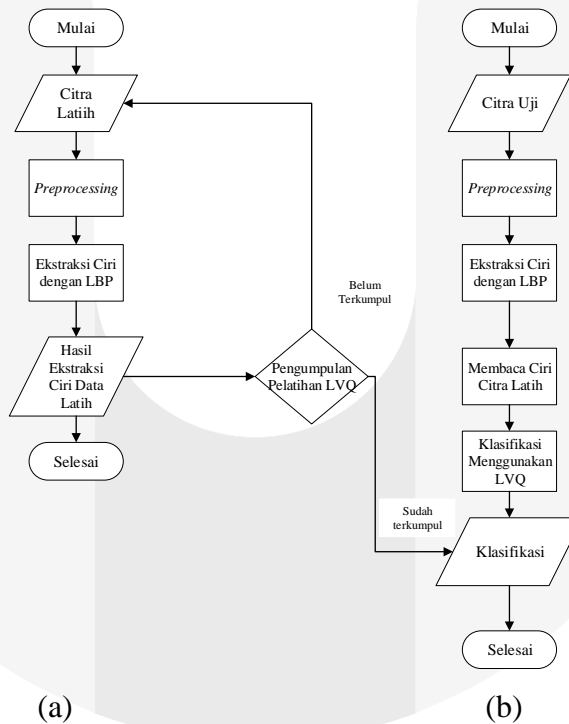 Mulai
Citra
Latiih
Preprocessing
Ekstraksi Ciri
dengan LBP
Hasil
Ekstraksi
Ciri Data
Latih
Selesai
Belum
Terkumpul
Pengumpulan
Pelatihan LVQ
Sudah
terkumpul
Mulai
Citra Uji
Preprocessing
Ekstraksi Ciri
dengan LBP
Membaca Ciri
Citra Latih
Klasifikasi
Menggunakan
LVQ
Klasifikasi
Selesai
(a)
(b)